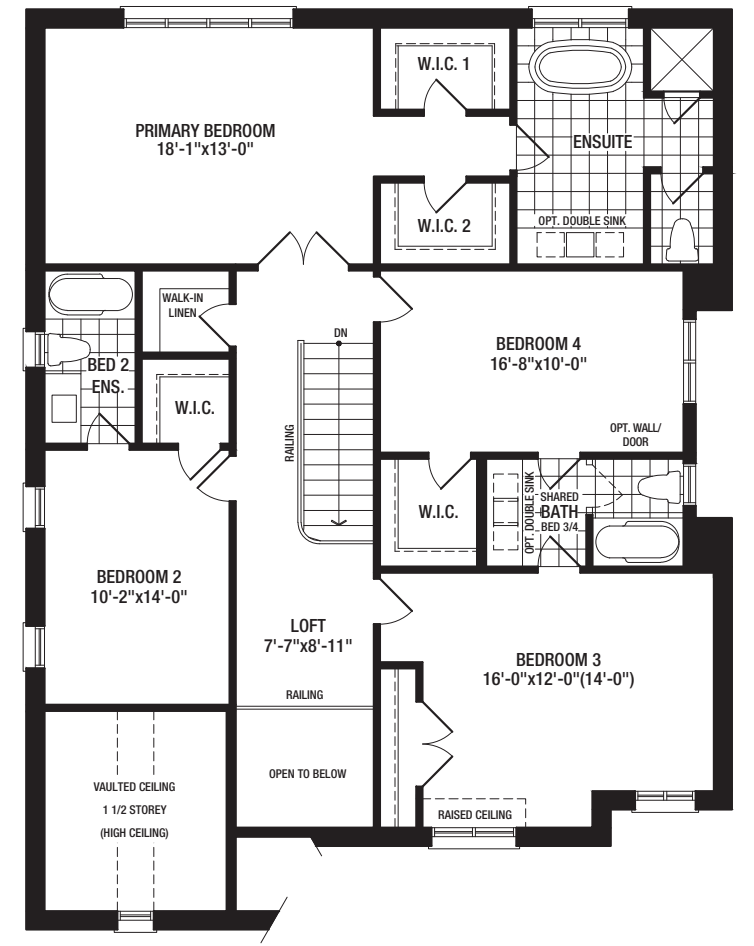 W.I.C. 1
PRIMARY BEDROOM
18'-1"x13'-0"
ENSUITE
W.I.C. 2
OPT. DOUBLE SINK
WALK-IN
LINEN
DN
BED 2
ENS.
BEDROOM 4
16'-8"x10'-0"
W.I.C.
RAILING
OPT. WALL/
DOOR
W.I.C.
OPT. DOUBLE SINK
SHARED
BATH
BED 3/4
BEDROOM 2
10'-2"x14'-0"
LOFT
7'-7"x8'-11"
BEDROOM 3
16'-0"x12'-0"(14'-0")
RAILING
OPEN TO BELOW
VAULTED CEILING
1 1/2 STOREY
(HIGH CEILING)
RAISED CEILING